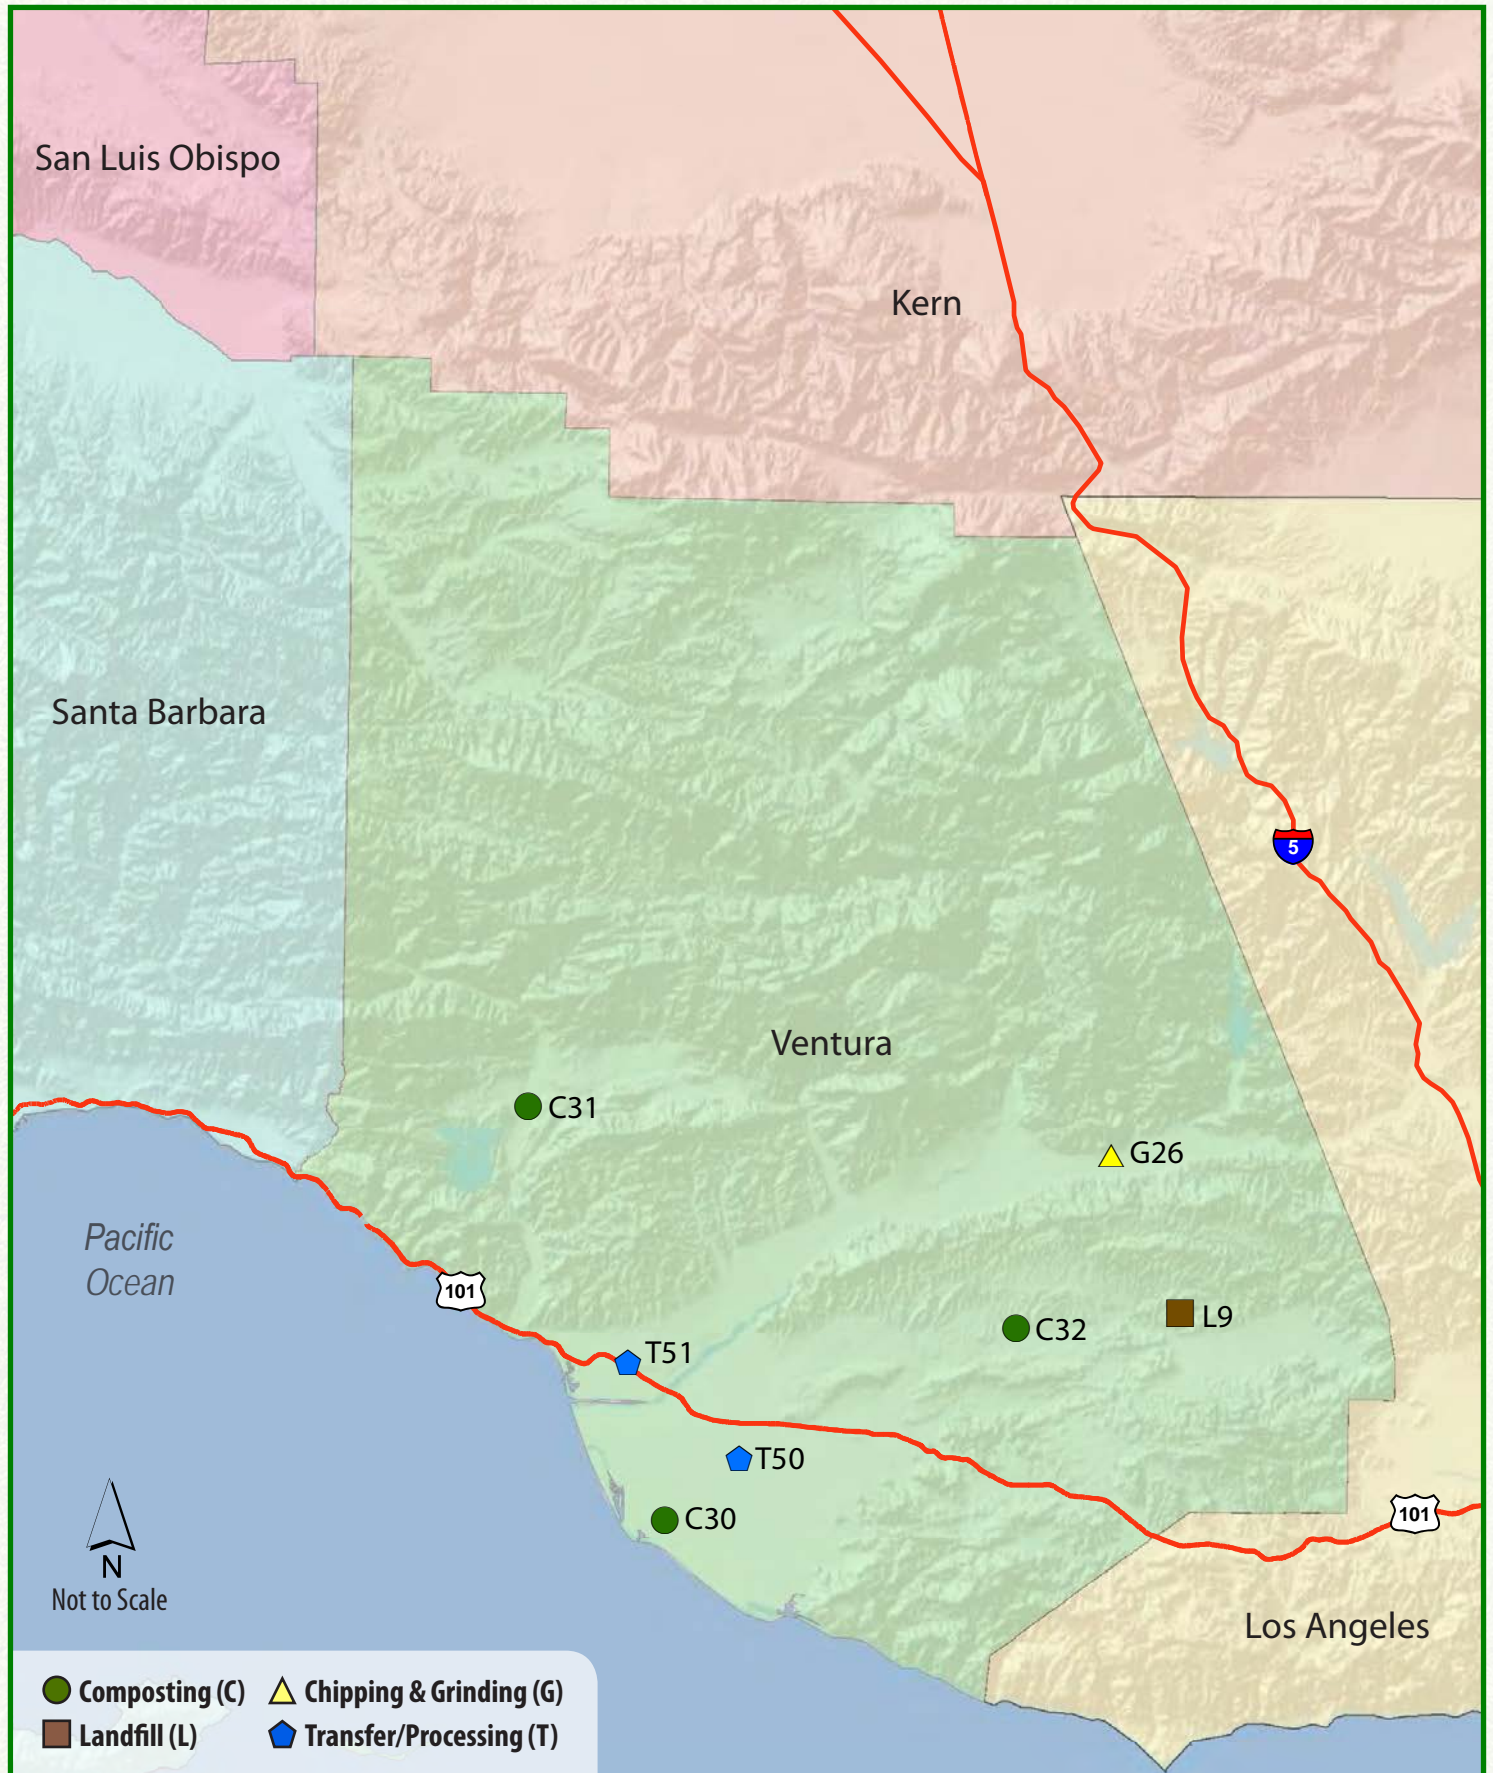 San Luis Obispo
Kern
Santa Barbara
5
Ventura
C31
G26
Pacific
Ocean
101
L9
C32
T51
T50
101
C30
N
Not to Scale
Los Angeles
Composting (C)
Chipping & Grinding (G)
Landfill (L)
Transfer/Processing (T)